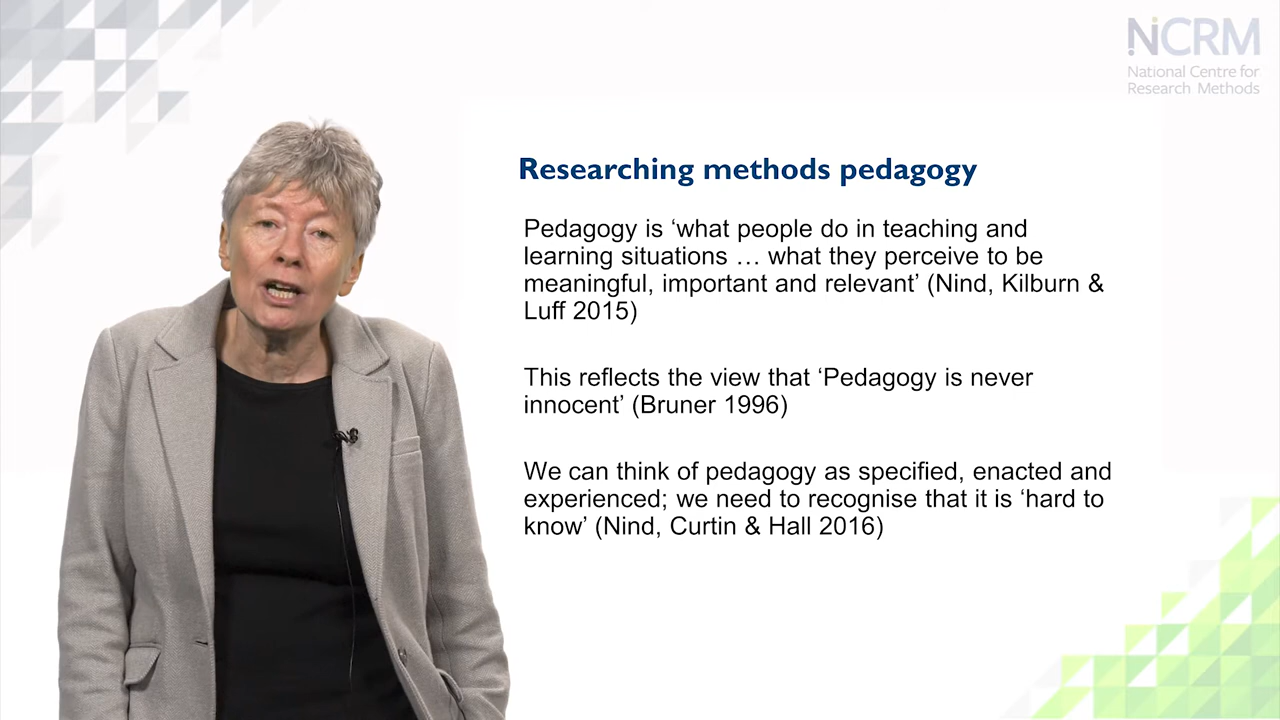 NCRM
National Centre for
Research Methods
Researching methods pedagogy
Pedagogy is ‘what people do in teaching and
learning situations … what they perceive to be
meaningful, important and relevant’ (Nind, Kilburn &
Luff 2015)
This reflects the view that ‘Pedagogy is never
innocent’ (Bruner 1996)
We can think of pedagogy as specified, enacted and
experienced; we need to recognise that it is ‘hard to
know’ (Nind, Curtin & Hall 2016)